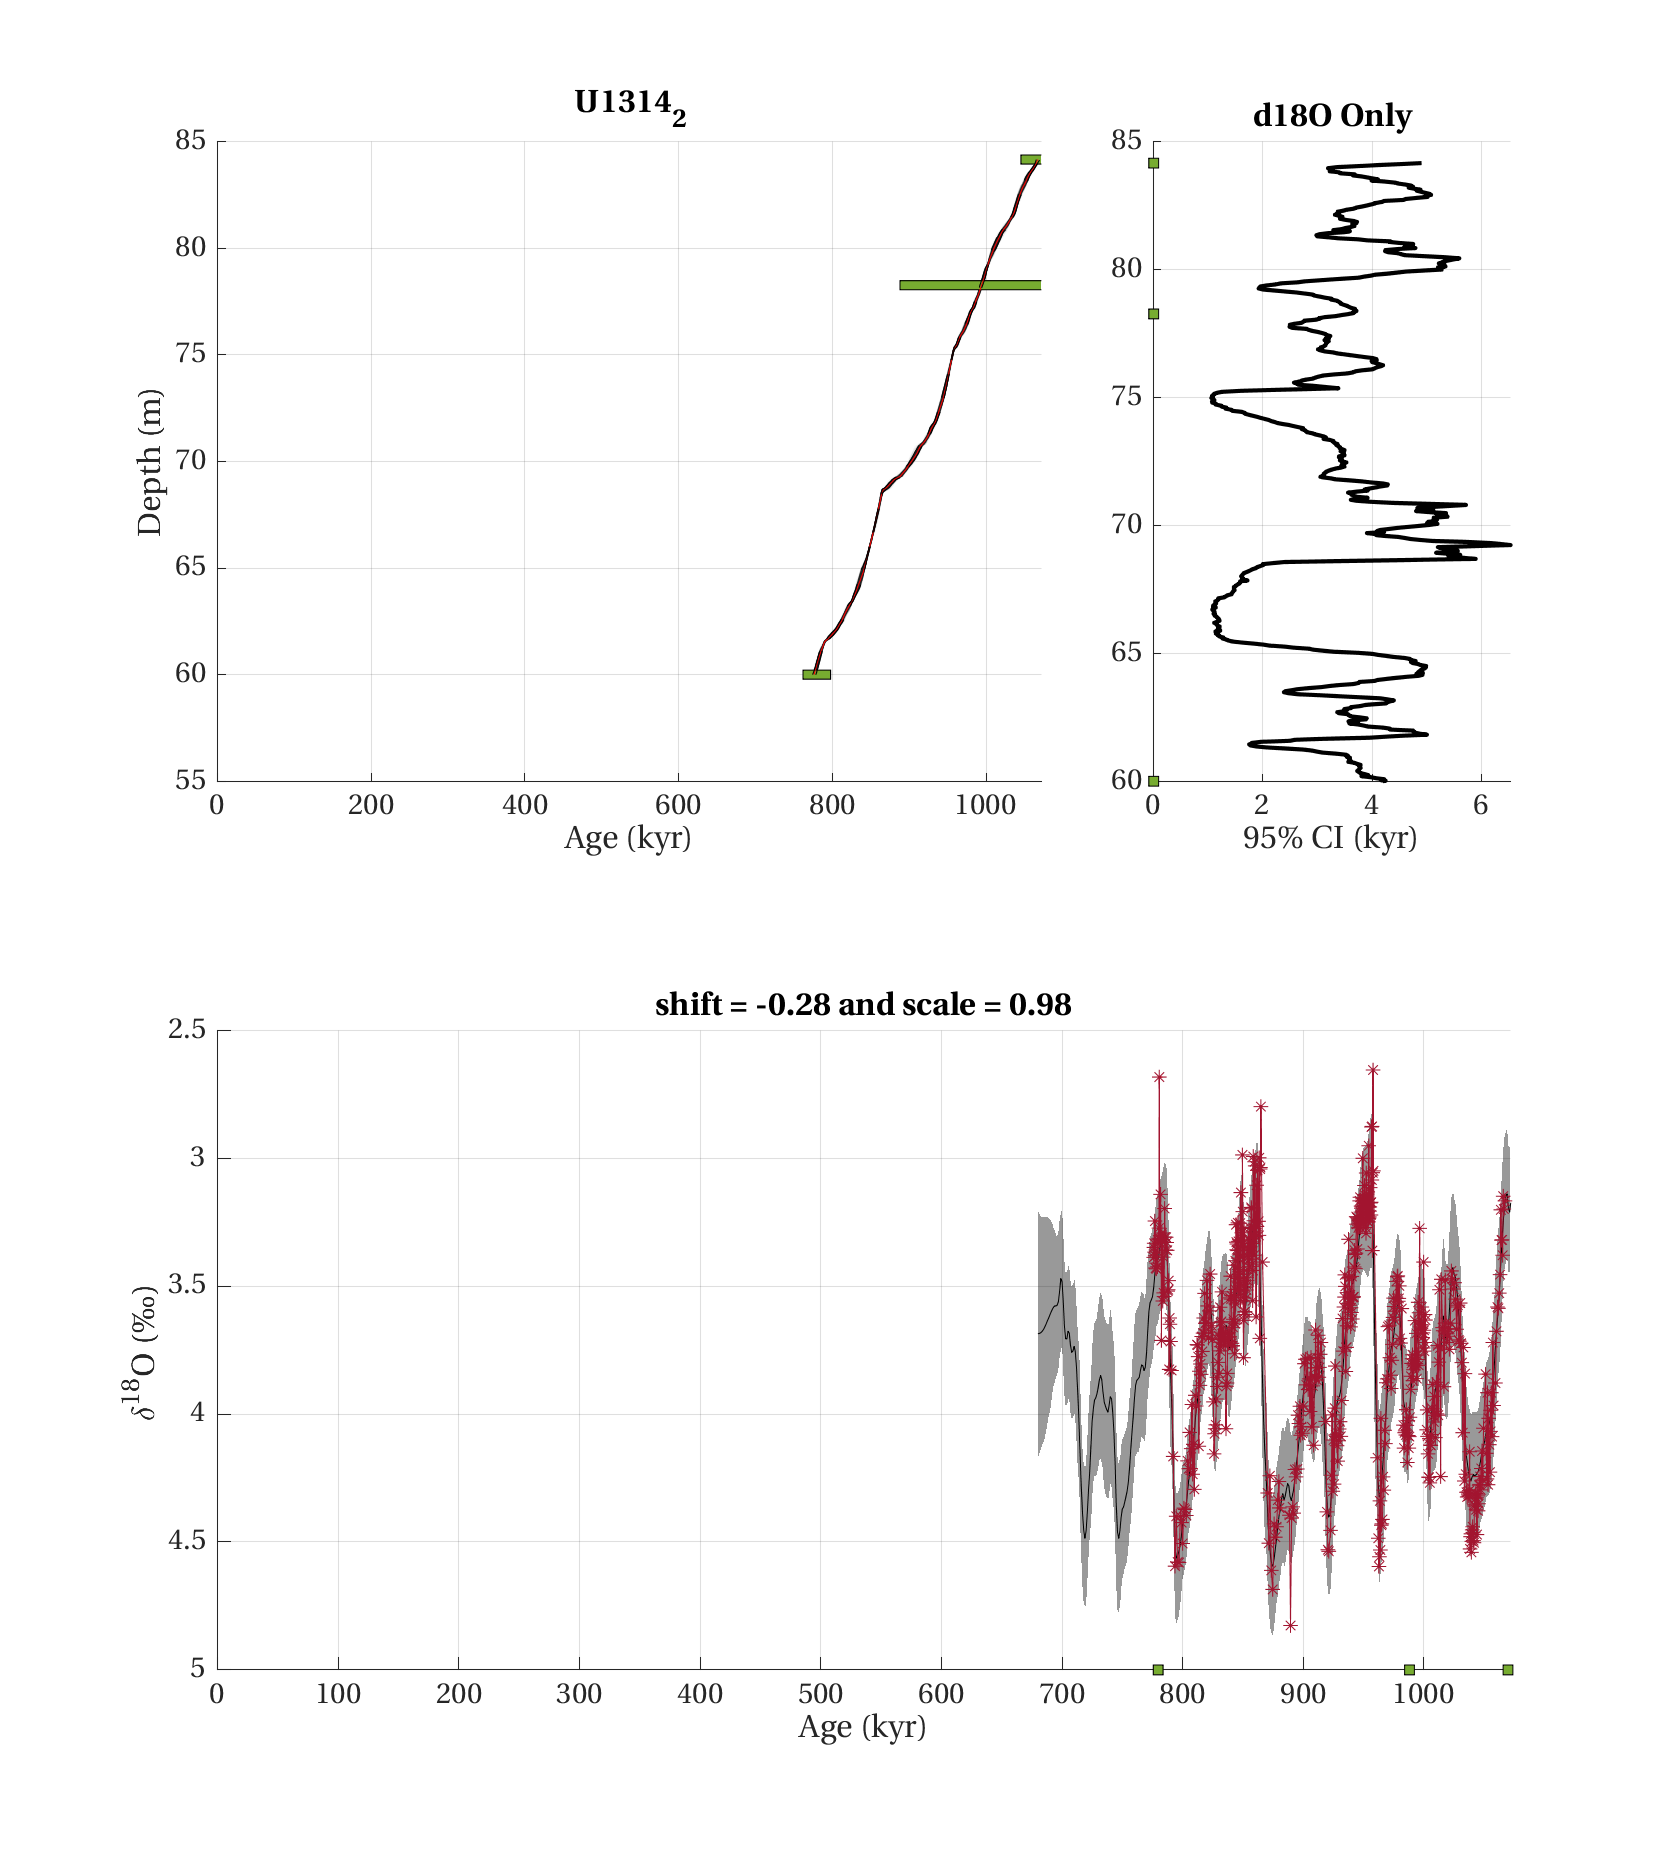 U1314₂
85
80
75
70
65
60
55
Depth (m)
0 200 400 600 800 1000
Age (kyr)
d18O Only
85
80
75
70
65
60
0 2 4 6
95% CI (kyr)
shift = -0.28 and scale = 0.98
2.5
3
3.5
4
4.5
5
δ¹⁸O (‰)
0 100 200 300 400 500 600 700 800 900 1000
Age (kyr)